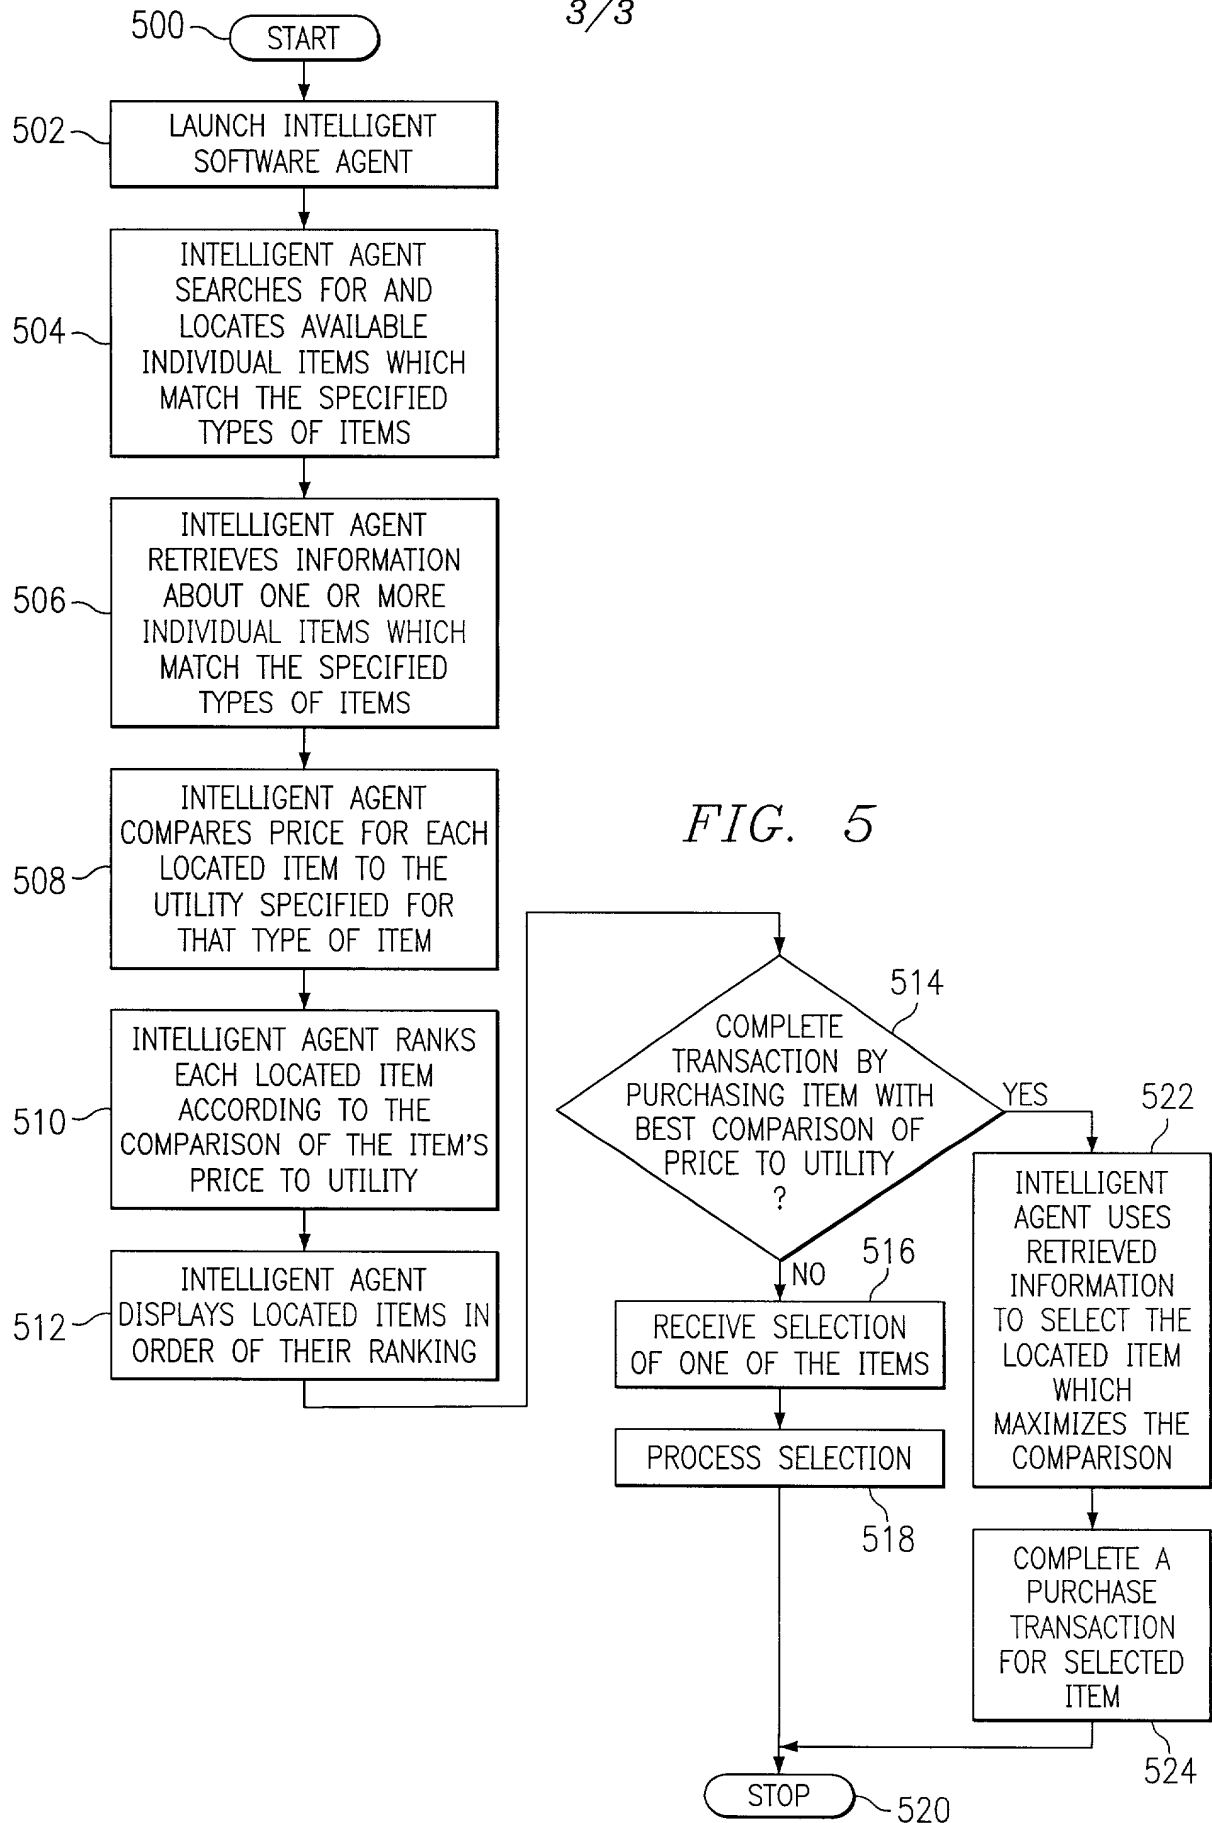 3/3
500
START
502
LAUNCH INTELLIGENT
SOFTWARE AGENT
504
INTELLIGENT AGENT
SEARCHES FOR AND
LOCATES AVAILABLE
INDIVIDUAL ITEMS WHICH
MATCH THE SPECIFIED
TYPES OF ITEMS
506
INTELLIGENT AGENT
RETRIEVES INFORMATION
ABOUT ONE OR MORE
INDIVIDUAL ITEMS WHICH
MATCH THE SPECIFIED
TYPES OF ITEMS
508
INTELLIGENT AGENT
COMPARES PRICE FOR EACH
LOCATED ITEM TO THE
UTILITY SPECIFIED FOR
THAT TYPE OF ITEM
510
INTELLIGENT AGENT RANKS
EACH LOCATED ITEM
ACCORDING TO THE
COMPARISON OF THE ITEM'S
PRICE TO UTILITY
512
INTELLIGENT AGENT
DISPLAYS LOCATED ITEMS IN
ORDER OF THEIR RANKING
FIG. 5
514
COMPLETE
TRANSACTION BY
PURCHASING ITEM WITH
BEST COMPARISON OF
PRICE TO UTILITY
?
YES
NO
516
RECEIVE SELECTION
OF ONE OF THE ITEMS
PROCESS SELECTION
518
522
INTELLIGENT
AGENT USES
RETRIEVED
INFORMATION
TO SELECT THE
LOCATED ITEM
WHICH
MAXIMIZES THE
COMPARISON
COMPLETE A
PURCHASE
TRANSACTION
FOR SELECTED
ITEM
524
STOP
520